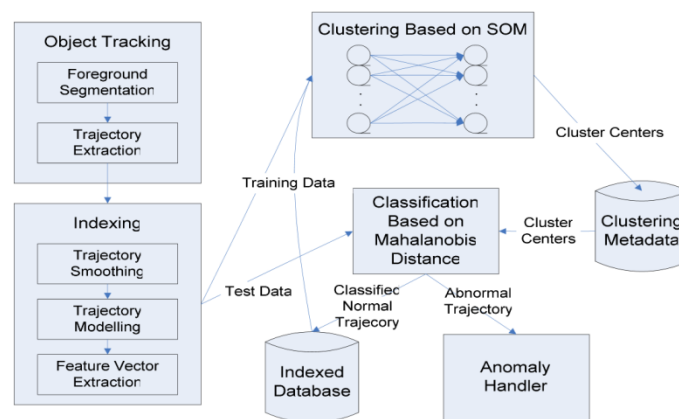 Object Tracking
Foreground
Segmentation
Trajectory
Extraction
Indexing
Trajectory
Smoothing
Trajectory
Modelling
Feature Vector
Extraction
Clustering Based on SOM
Training Data
Test Data
Cluster Centers
Classification
Based on
Mahalanobis
Distance
Cluster
Centers
Clustering
Metadata
Classified
Normal
Trajecory
Abnormal
Trajectory
Indexed
Database
Anomaly
Handler